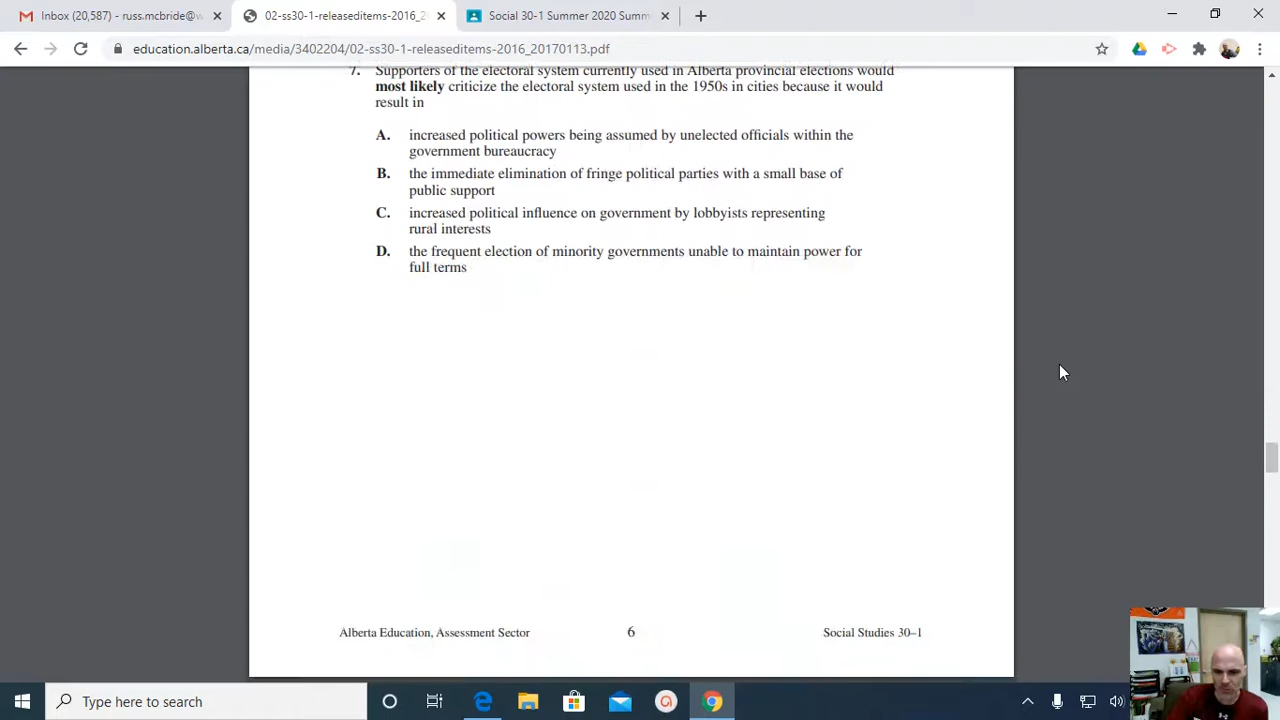 Inbox (20,587) - russ.mcbride@w
02-ss30-1-releaseditems-2016_2
Social 30-1 Summer 2020 Summ
education.alberta.ca/media/3402204/02-ss30-1-releaseditems-2016_20170113.pdf
7. Supporters of the electoral system currently used in Alberta provincial elections would
most likely criticize the electoral system used in the 1950s in cities because it would
result in
A. increased political powers being assumed by unelected officials within the
government bureaucracy
B. the immediate elimination of fringe political parties with a small base of
public support
C. increased political influence on government by lobbyists representing
rural interests
D. the frequent election of minority governments unable to maintain power for
full terms
Alberta Education, Assessment Sector
6
Social Studies 30–1
Type here to search